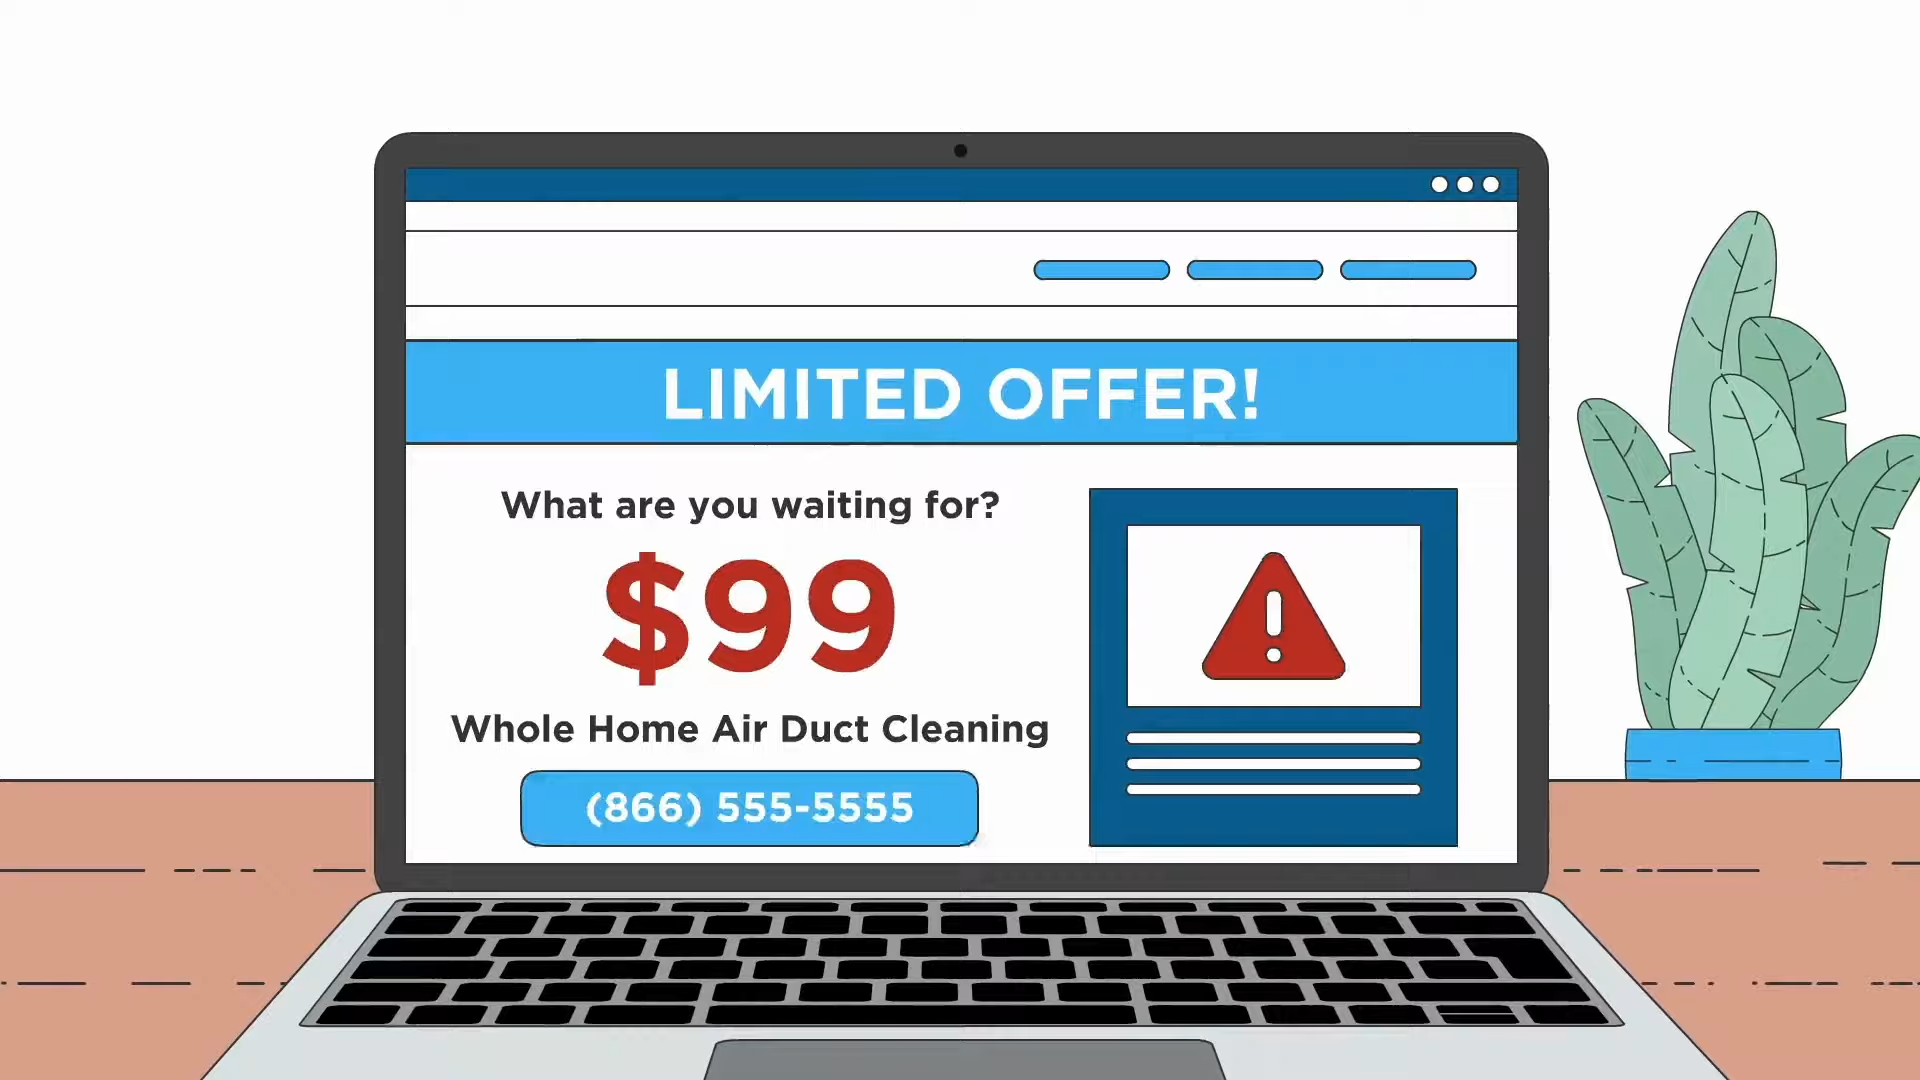 LIMITED OFFER!
What are you waiting for?
$99
Whole Home Air Duct Cleaning
(866) 555-5555